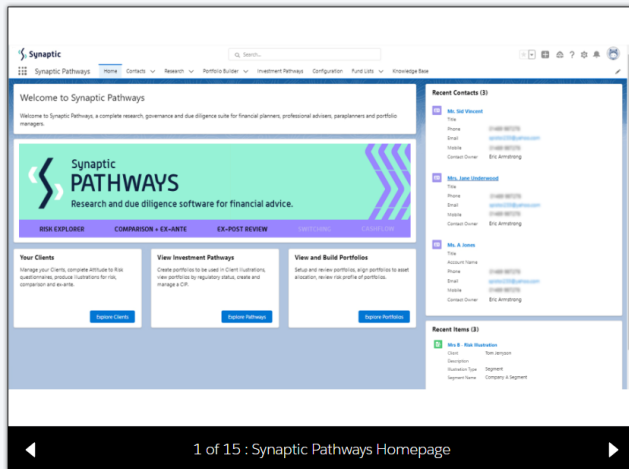 Synaptic
Search...
Synaptic Pathways Home Contacts Research Portfolio Builder Investment Pathways Configuration Fund Lists Knowledge Base
Welcome to Synaptic Pathways
Welcome to Synaptic Pathways, a complete research, governance and due diligence suite for financial planners, professional advisers, paraplanners and portfolio
managers.
Synaptic
PATHWAYS
Research and due diligence software for financial advice.
RISK EXPLORER COMPARISON + EX-ANTE EX-POST REVIEW SWITCHING CASHFLOW
Your Clients
Manage your Clients, complete Attitude to Risk
questionnaires, produce illustrations for risk,
comparison and ex-ante.
Explore Clients
View Investment Pathways
Create portfolios to be used in Client Illustrations,
view portfolios by regulatory status, create and
manage a CIP.
Explore Pathways
View and Build Portfolios
Setup and review portfolios, align portfolios to asset
allocation, review risk profile of portfolios.
Explore Portfolios
Recent Contacts (3)
Mr. Sid Vincent
Title
Phone
Email
Mobile
Contact Owner Eric Armstrong
Mrs. Jane Underwood
Title
Phone
Email
Mobile
Contact Owner Eric Armstrong
Mr. A Jones
Title
Account Name
Phone
Email
Mobile
Contact Owner Eric Armstrong
Recent Items (3)
Mrs B - Risk Illustration
Client Tom Jenyson
Description
Illustration Type Segment
Segment Name Company A Segment
1 of 15 : Synaptic Pathways Homepage